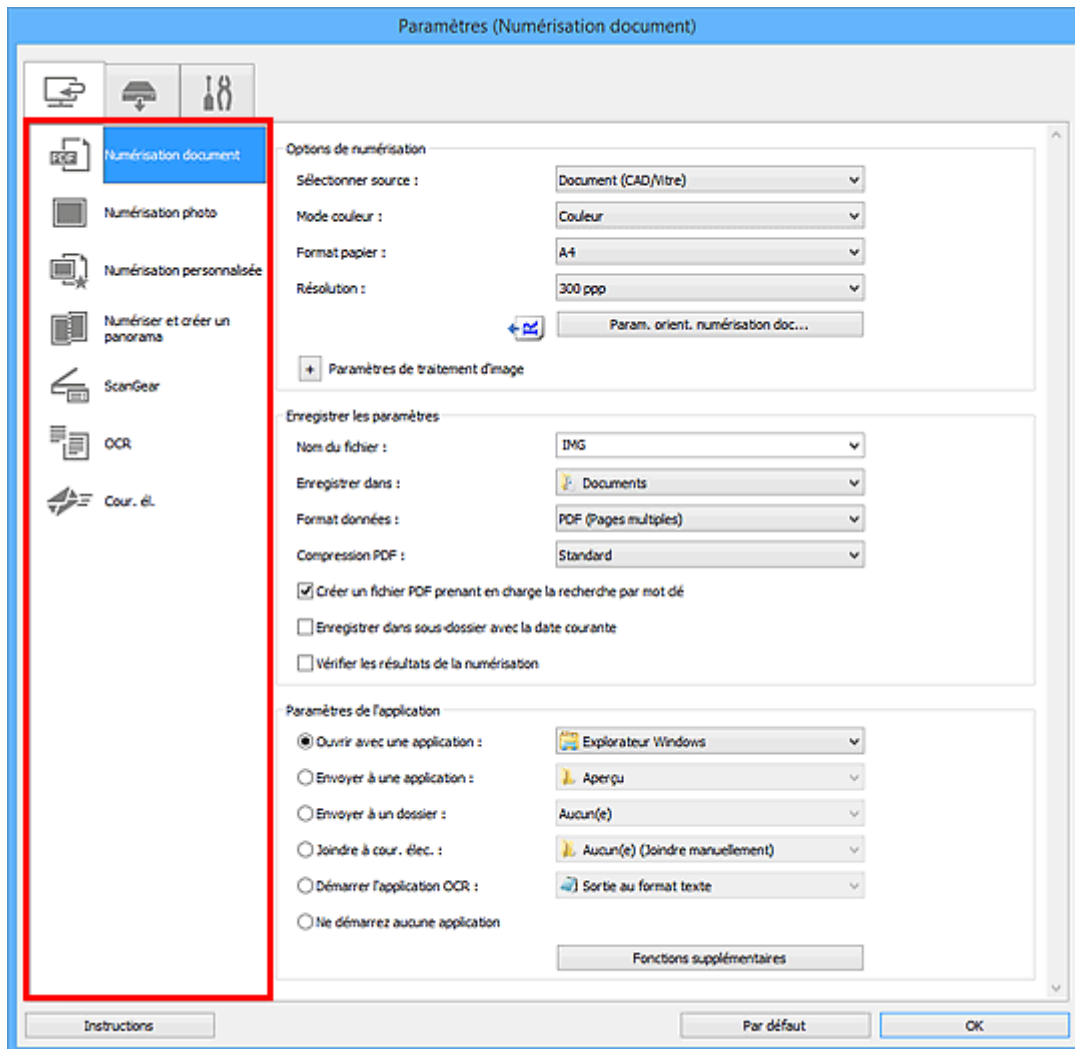 Paramètres (Numérisation document)
PDF
Numérisation document
Numérisation photo
Numérisation personnalisée
Numériser et créer un
panorama
ScanGear
OCR
Cour. él.
Options de numérisation
Sélectionner source :
Document (CAD/Vitre)
Mode couleur :
Couleur
Format papier :
A4
Résolution :
300 ppp
R
Param. orient. numérisation doc...
+ Paramètres de traitement d'image
Enregistrer les paramètres
Nom du fichier :
IMG
Enregistrer dans :
Documents
Format données :
PDF (Pages multiples)
Compression PDF :
Standard
Créer un fichier PDF prenant en charge la recherche par mot clé
Enregistrer dans sous-dossier avec la date courante
Vérifier les résultats de la numérisation
Paramètres de l'application
Ouvrir avec une application :
Explorateur Windows
Envoyer à une application :
Aperçu
Envoyer à un dossier :
Aucun(e)
Joindre à cour. élec. :
Aucun(e) (Joindre manuellement)
Démarrer l'application OCR :
Sortie au format texte
Ne démarrez aucune application
Fonctions supplémentaires
Instructions
Par défaut
OK